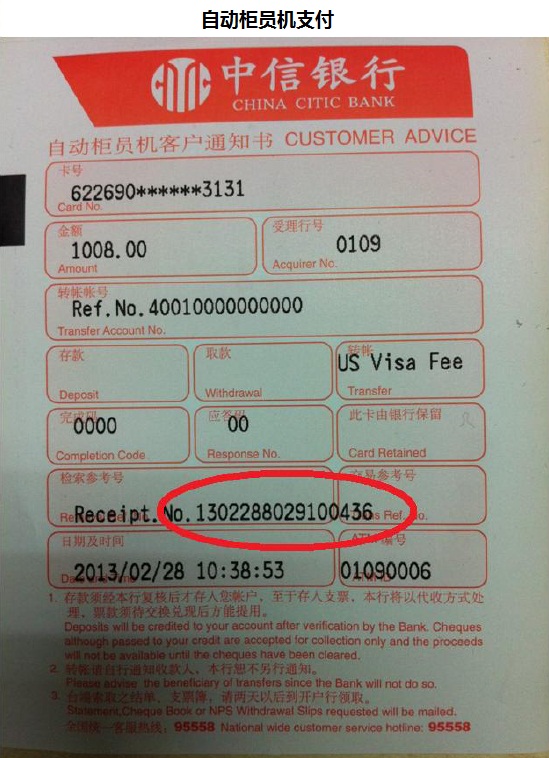 自动柜员机支付
中信银行
CHINA CITIC BANK
自动柜员机客户通知书 CUSTOMER ADVICE
卡号
622690******3131
Card No.
金额
1008.00
Amount
受理行号
0109
Acquirer No.
转帐帐号
Ref.No.40010000000000
Transfer Account No.
存款
Deposit
取款
Withdrawal
转帐
US Visa Fee
Transfer
完成码
0000
Completion Code
应答码
00
Response No.
此卡由银行保留
Card Retained
检索参考号
交易参考号
Receipt.No.1302288029100436
Ref. No.
日期及时间
2013/02/28 10:38:53
ATM 编号
01090006
1. 存款须经本行复核后才存入您帐户，至于存入支票，本行将以代收方式处
理，票款须待交换兑现后方能提用。
Deposits will be credited to your account after verification by the Bank. Cheques
although passed to your credit are accepted for collection only and the proceeds
will not be available until the cheques have been cleared.
2. 转帐请自行通知收款人，本行恕不另行通知。
Please advise the beneficiary of transfers since the Bank will not do so.
3. 台端索取之结单、支票簿，请两天以后到开户行领取。
Statement,Cheque Book or NPS Withdrawal Slips requested will be mailed.
全国统一客服热线：95558 National wide customer service hotline: 95558